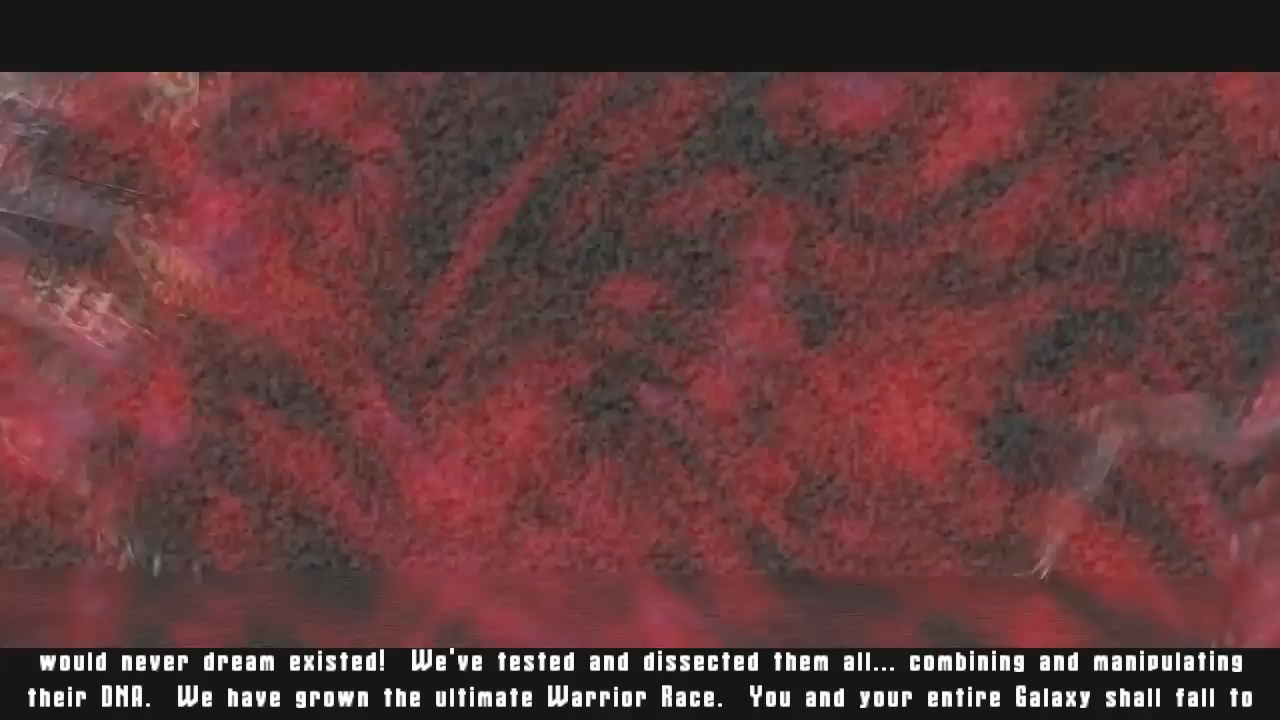 would never dream existed!  We've tested and dissected them all... combining and manipulating
their DNA.  We have grown the ultimate Warrior Race.  You and your entire Galaxy shall fall to